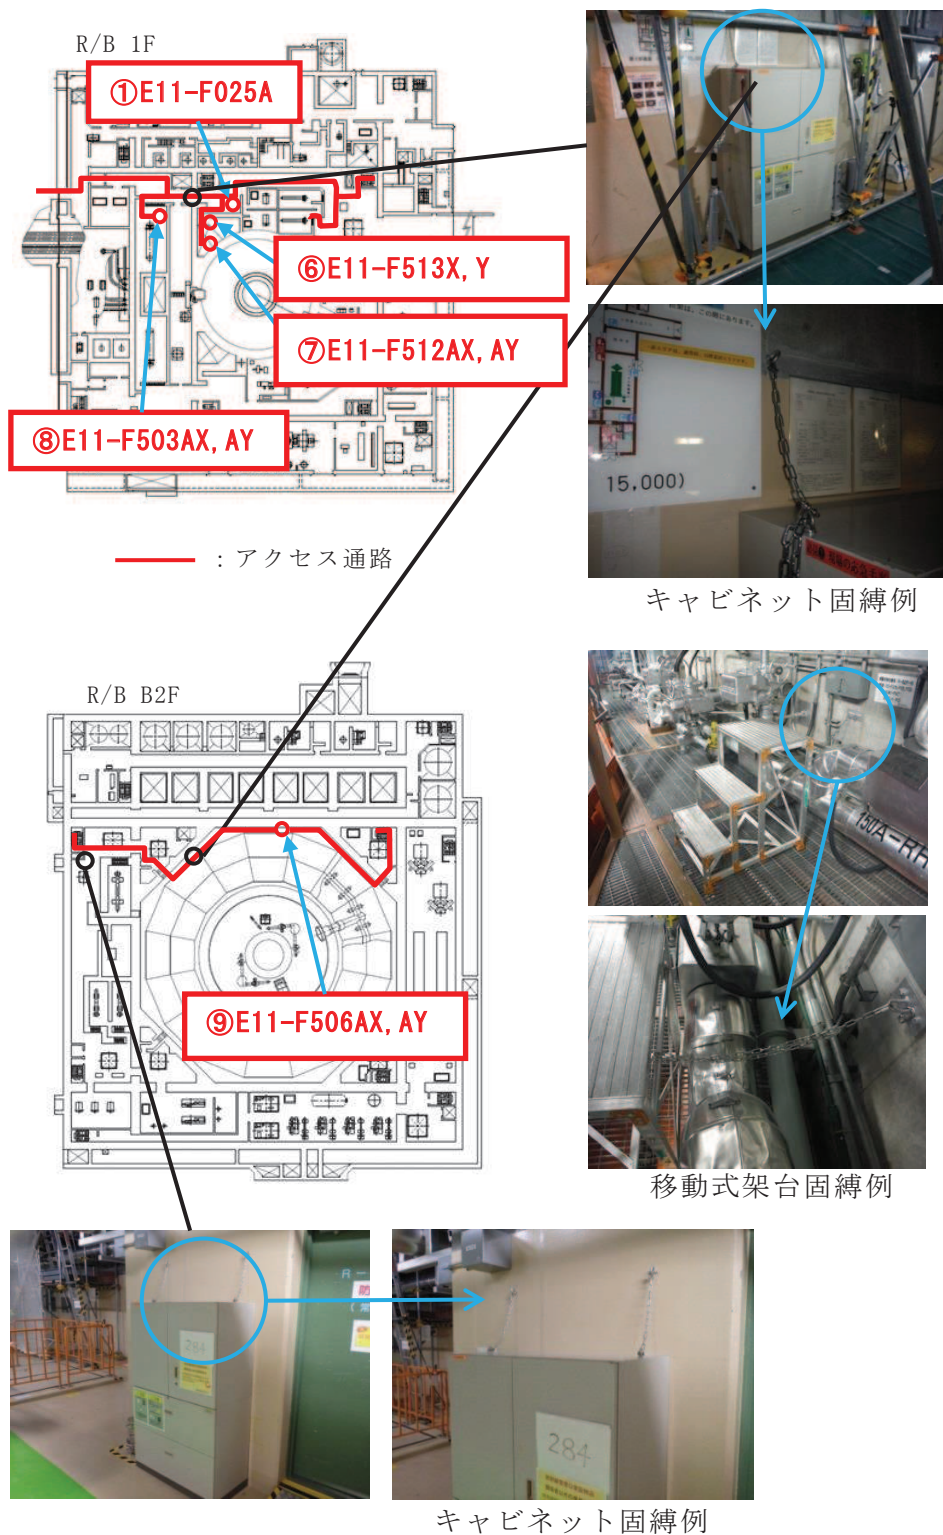 R/B 1F
①E11-F025A
⑥E11-F513X, Y
⑦E11-F512AX, AY
⑧E11-F503AX, AY
：アクセス通路
15,000)
キャビネット固縛例
R/B B2F
⑨E11-F506AX, AY
150A-RH
移動式架台固縛例
284
284
キャビネット固縛例